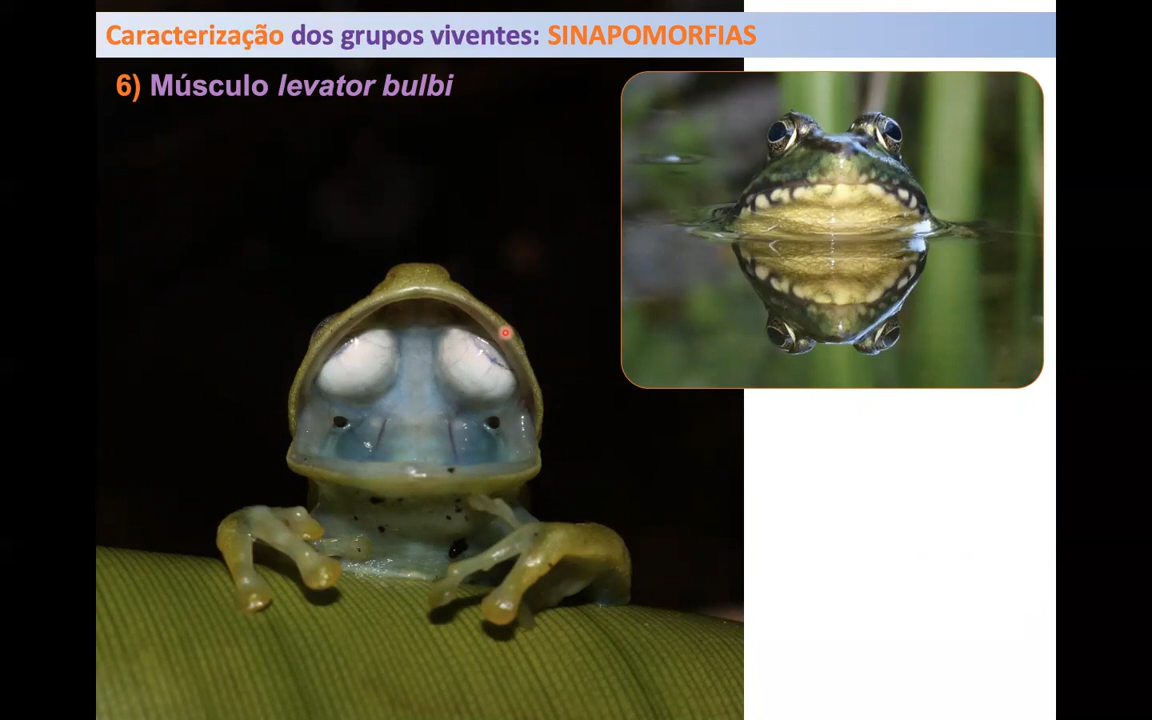 Caracterização dos grupos viventes: SINAPOMORFIAS
6) Músculo levator bulbi